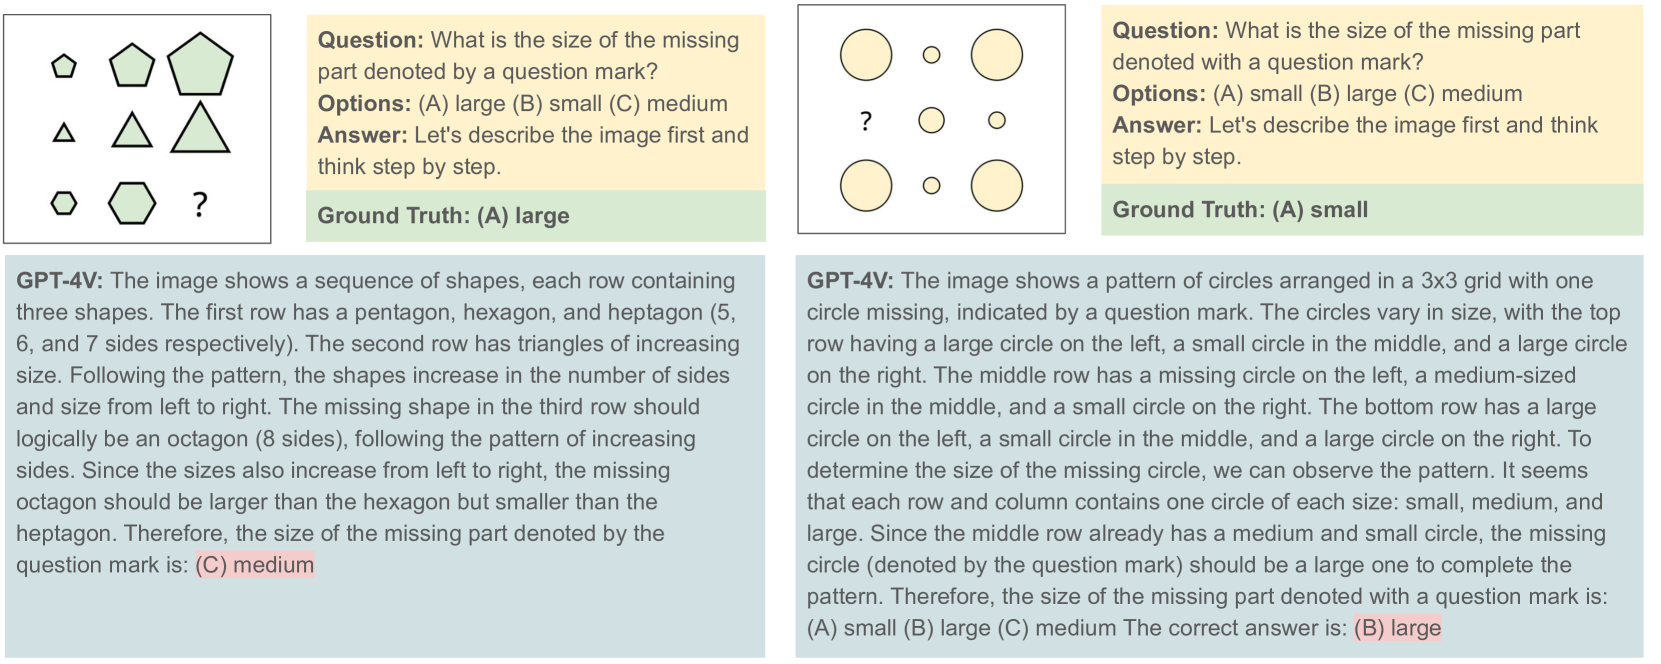 ?
Question: What is the size of the missing
part denoted by a question mark?
Options: (A) large (B) small (C) medium
Answer: Let's describe the image first and
think step by step.
Ground Truth: (A) large
GPT-4V: The image shows a sequence of shapes, each row containing
three shapes. The first row has a pentagon, hexagon, and heptagon (5,
6, and 7 sides respectively). The second row has triangles of increasing
size. Following the pattern, the shapes increase in the number of sides
and size from left to right. The missing shape in the third row should
logically be an octagon (8 sides), following the pattern of increasing
sides. Since the sizes also increase from left to right, the missing
octagon should be larger than the hexagon but smaller than the
heptagon. Therefore, the size of the missing part denoted by the
question mark is: (C) medium
?
Question: What is the size of the missing part
denoted with a question mark?
Options: (A) small (B) large (C) medium
Answer: Let's describe the image first and think
step by step.
Ground Truth: (A) small
GPT-4V: The image shows a pattern of circles arranged in a 3x3 grid with one
circle missing, indicated by a question mark. The circles vary in size, with the top
row having a large circle on the left, a small circle in the middle, and a large circle
on the right. The middle row has a missing circle on the left, a medium-sized
circle in the middle, and a small circle on the right. The bottom row has a large
circle on the left, a small circle in the middle, and a large circle on the right. To
determine the size of the missing circle, we can observe the pattern. It seems
that each row and column contains one circle of each size: small, medium, and
large. Since the middle row already has a medium and small circle, the missing
circle (denoted by the question mark) should be a large one to complete the
pattern. Therefore, the size of the missing part denoted with a question mark is:
(A) small (B) large (C) medium The correct answer is: (B) large